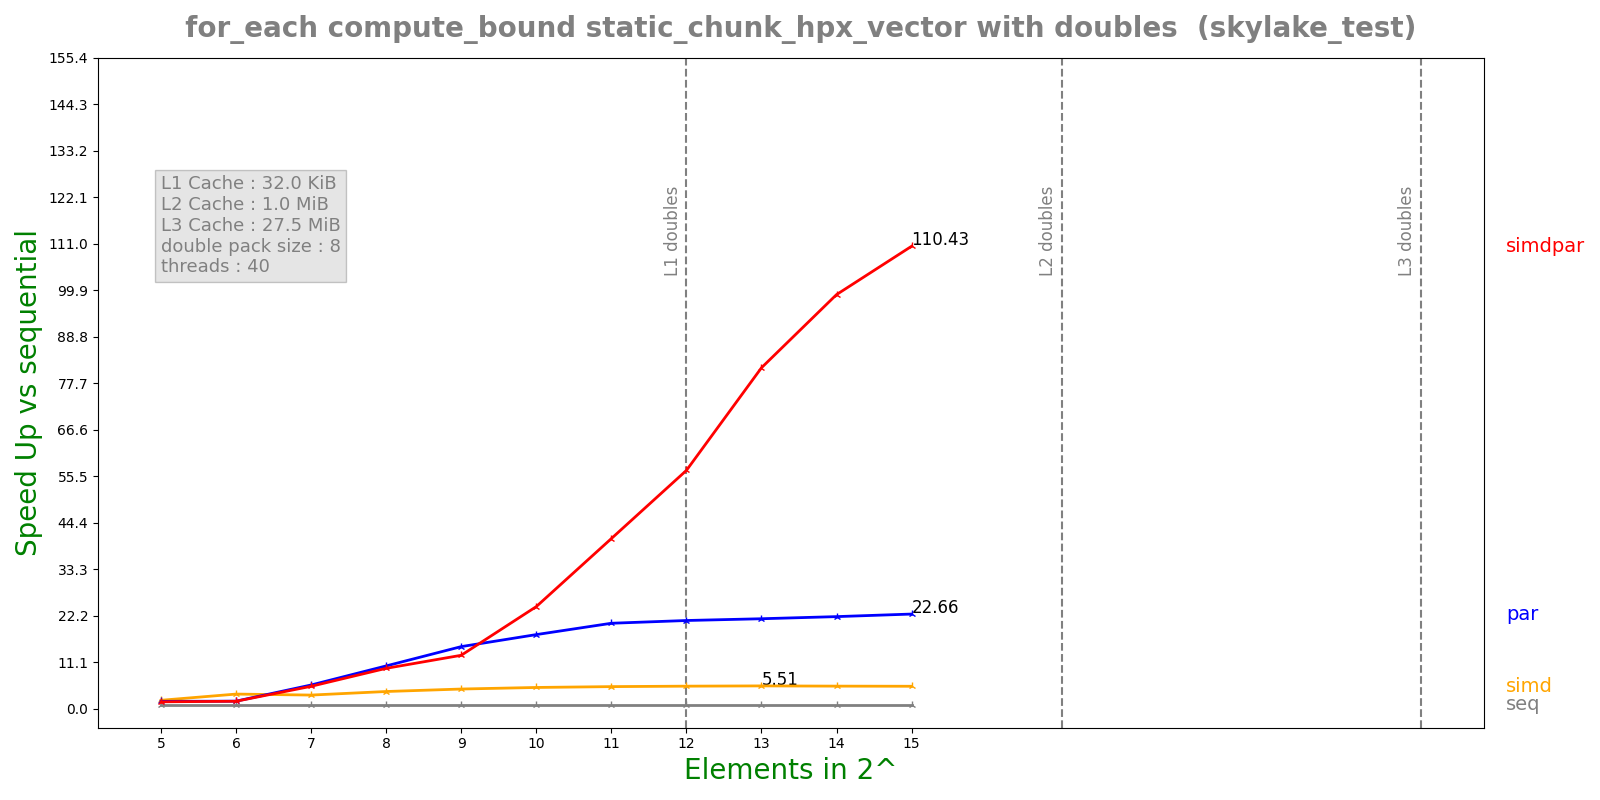 for_each compute_bound static_chunk_hpx_vector with doubles (skylake_test)
Speed Up vs sequential
155.4
144.3
133.2
122.1
111.0
99.9
88.8
77.7
66.6
55.5
44.4
33.3
22.2
11.1
0.0
L1 Cache : 32.0 KiB
L2 Cache : 1.0 MiB
L3 Cache : 27.5 MiB
double pack size : 8
threads : 40
L1 doubles
L2 doubles
L3 doubles
110.43
22.66
5.51
simdpar
par
simd
seq
5 6 7 8 9 10 11 12 13 14 15
Elements in 2^